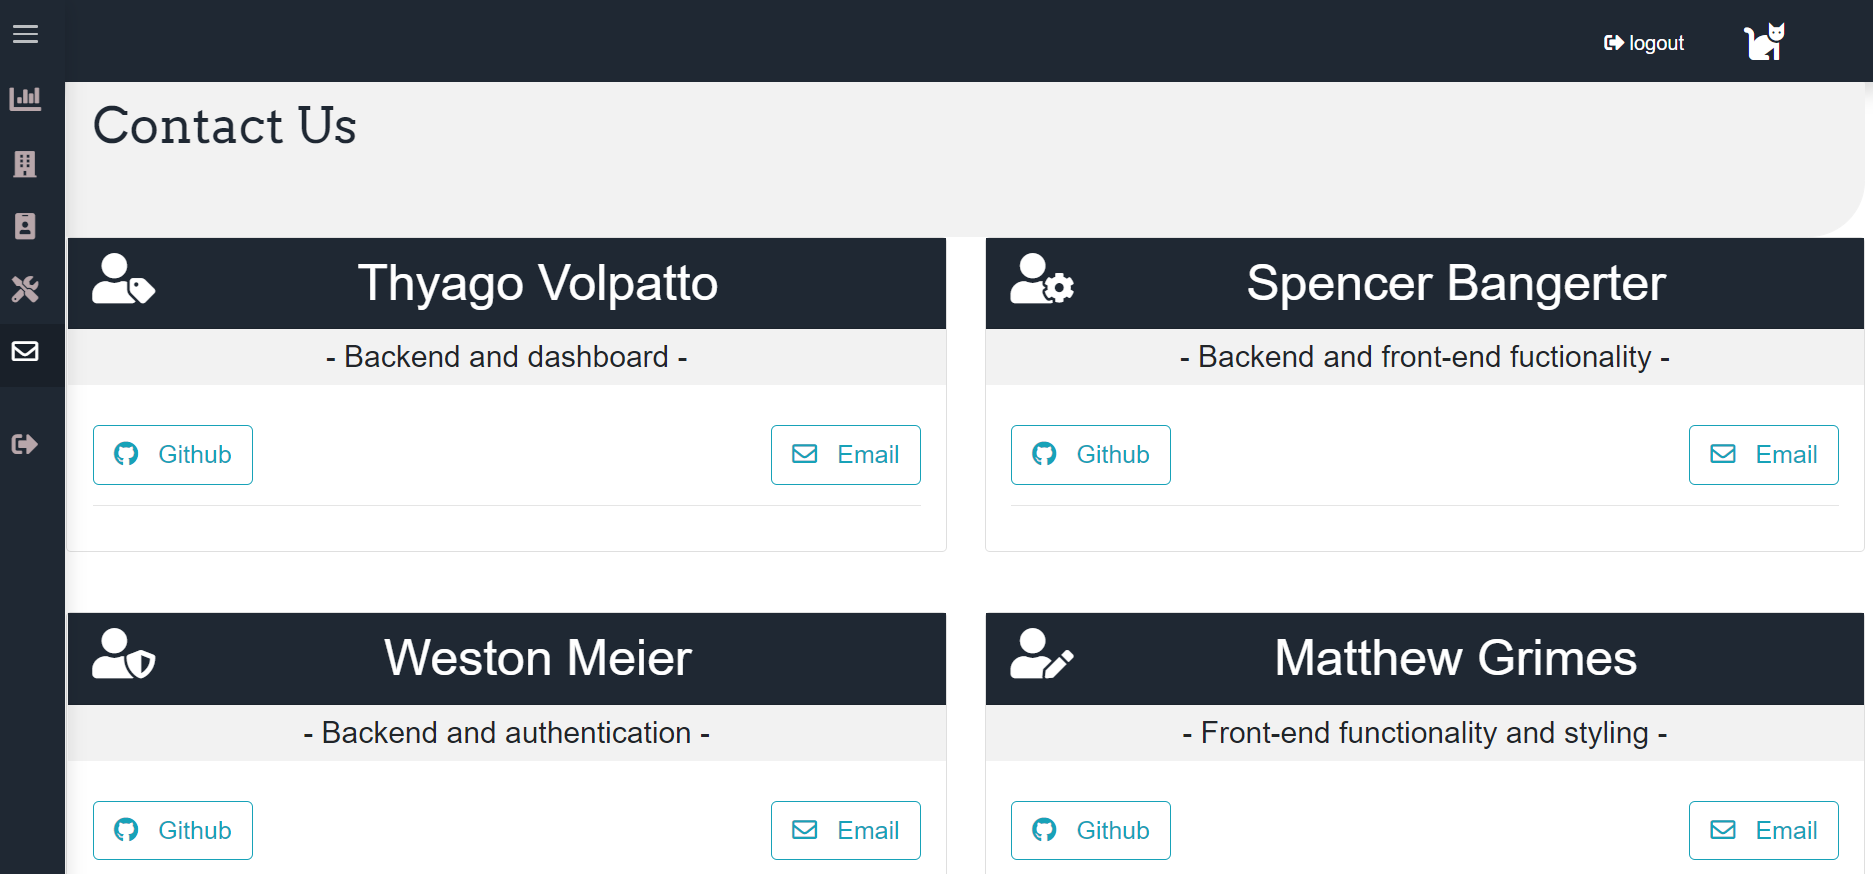 logout
Contact Us
Thyago Volpatto
- Backend and dashboard -
Github
Email
Spencer Bangerter
- Backend and front-end fuctionality -
Github
Email
Weston Meier
- Backend and authentication -
Github
Email
Matthew Grimes
- Front-end functionality and styling -
Github
Email